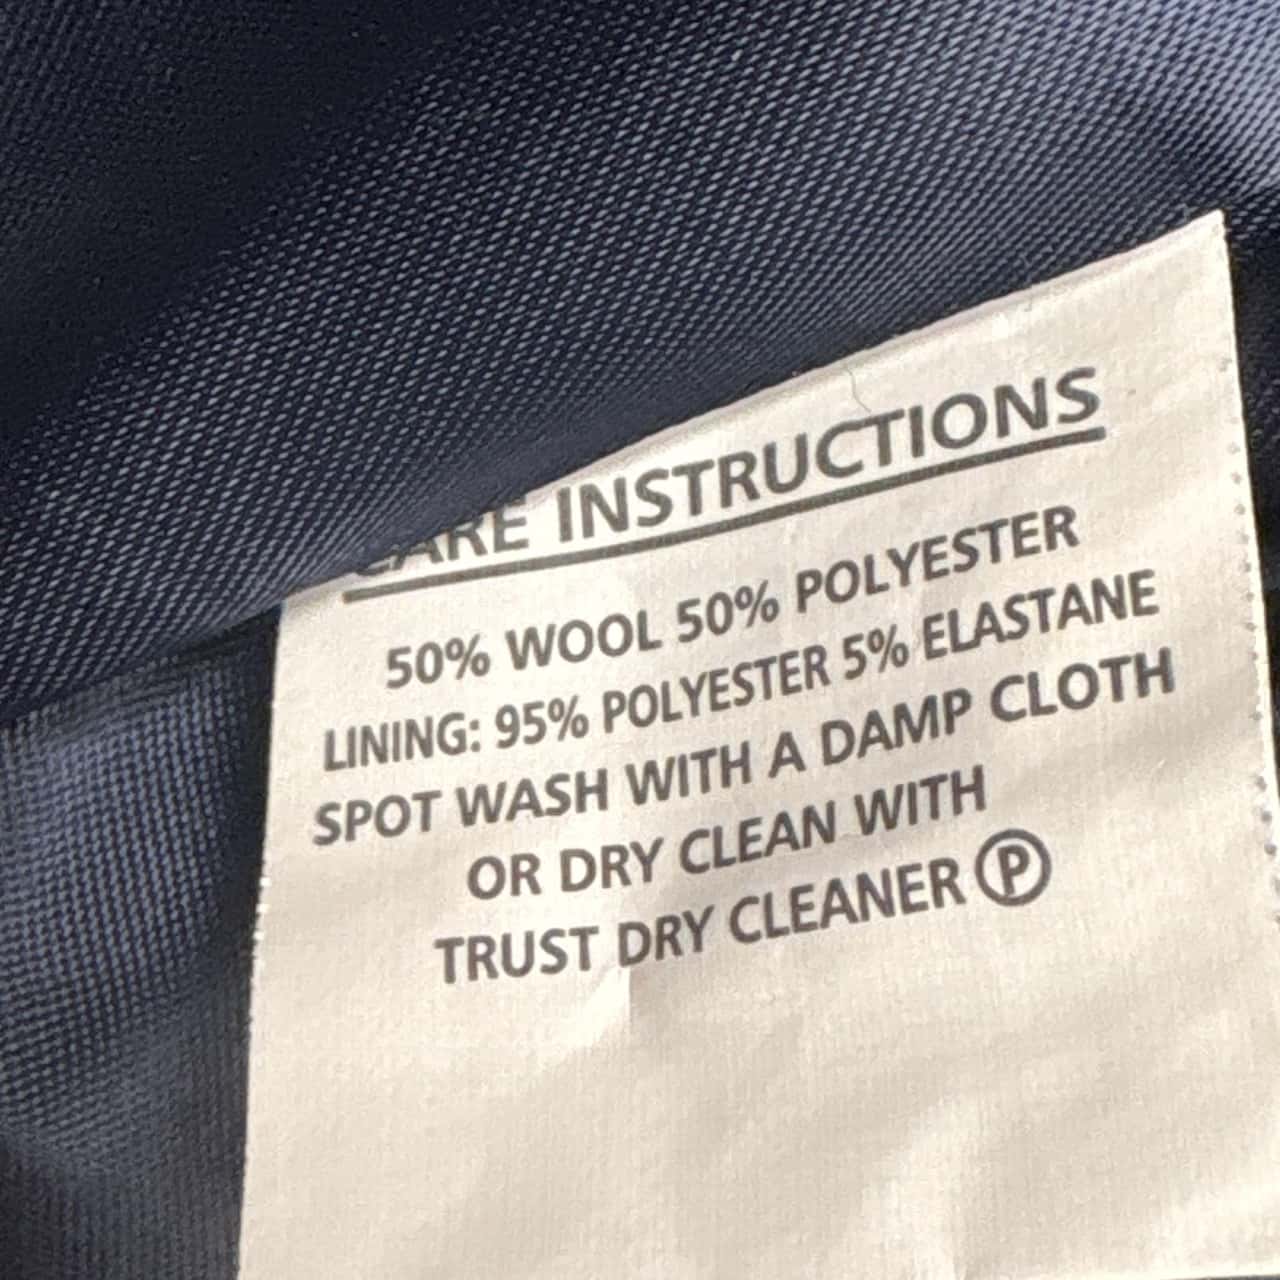 CARE INSTRUCTIONS
50% WOOL 50% POLYESTER
LINING: 95% POLYESTER 5% ELASTANE
SPOT WASH WITH A DAMP CLOTH
OR DRY CLEAN WITH
TRUST DRY CLEANER Ⓟ